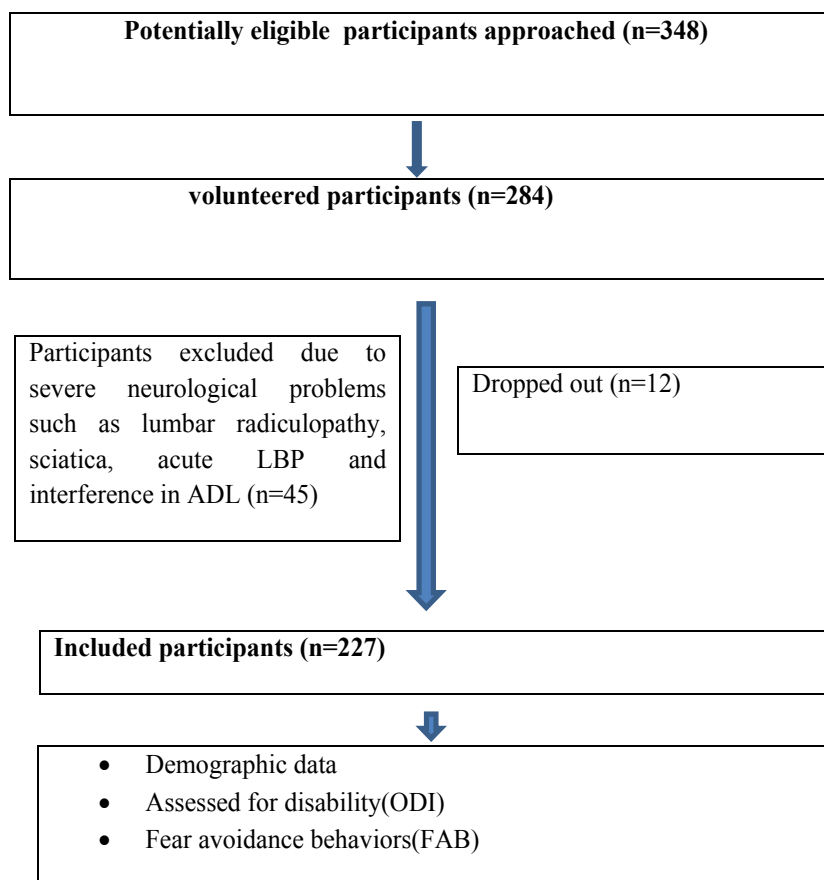 Potentially eligible participants approached (n=348)
volunteered participants (n=284)
Participants excluded due to
severe neurological problems
such as lumbar radiculopathy,
sciatica, acute LBP and
interference in ADL (n=45)
Dropped out (n=12)
Included participants (n=227)
• Demographic data
• Assessed for disability(ODI)
• Fear avoidance behaviors(FAB)